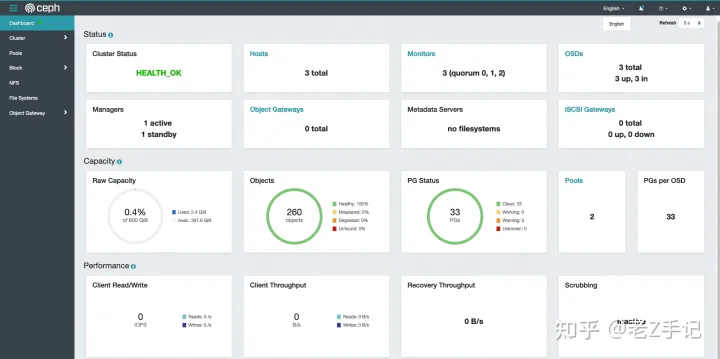 ceph
English
Dashboard
Cluster
Pools
Block
NFS
File Systems
Object Gateway
English
Refresh
5 s
Status
Cluster Status
HEALTH_OK
Hosts
3 total
Monitors
3 (quorum 0, 1, 2)
OSDs
3 total
3 up, 3 in
Managers
1 active
1 standby
Object Gateways
0 total
Metadata Servers
no filesystems
iSCSI Gateways
0 total
0 up, 0 down
Capacity
Raw Capacity
0.4%
of 600 GiB
Used: 2.4 GiB
Avail.: 597.6 GiB
Objects
260
objects
Healthy: 100%
Misplaced: 0%
Degraded: 0%
Unfound: 0%
PG Status
33
PGs
Clean: 33
Working: 0
Warning: 0
Unknown: 0
Pools
2
PGs per OSD
33
Performance
Client Read/Write
0
IOPS
Reads: 0 /s
Writes: 0 /s
Client Throughput
0
B/s
Reads: 0 B/s
Writes: 0 B/s
Recovery Throughput
0 B/s
Scrubbing
Inactive
知乎 @老Z手记